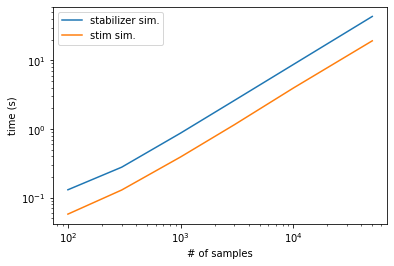 stabilizer sim.
stim sim.
10¹
10⁰
10⁻¹
time (s)
10²
10³
10⁴
# of samples